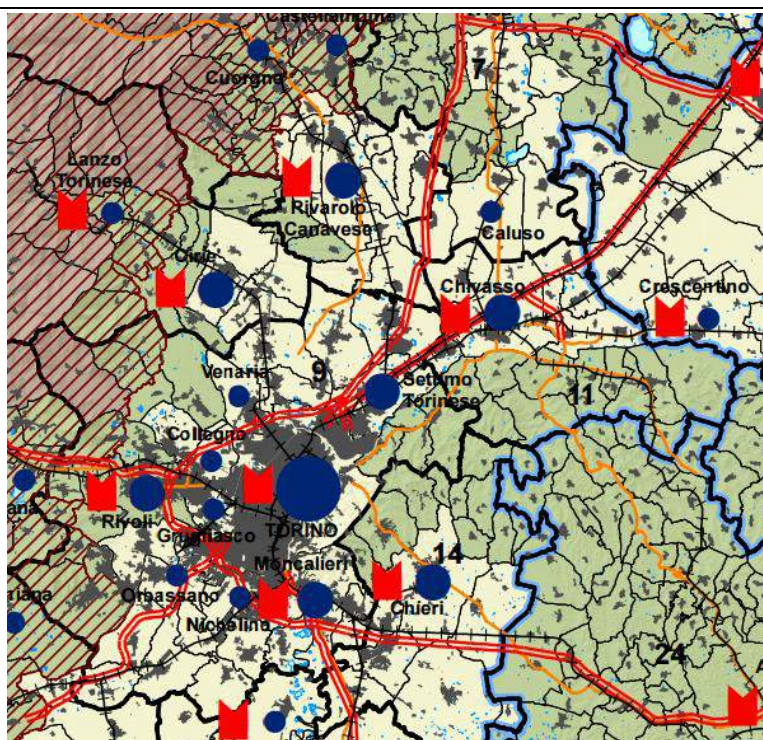 Castellamonte
Cuorgnè
7
Lanzo
Torinese
Rivarolo
Canavese
Caluso
Ciriè
Chivasso
Crescentino
Venaria
9
Settimo
Torinese
11
Collegno
Rivoli
TORINO
Grugliasco
Moncalieri
14
Orbassano
Chieri
Nichelino
24